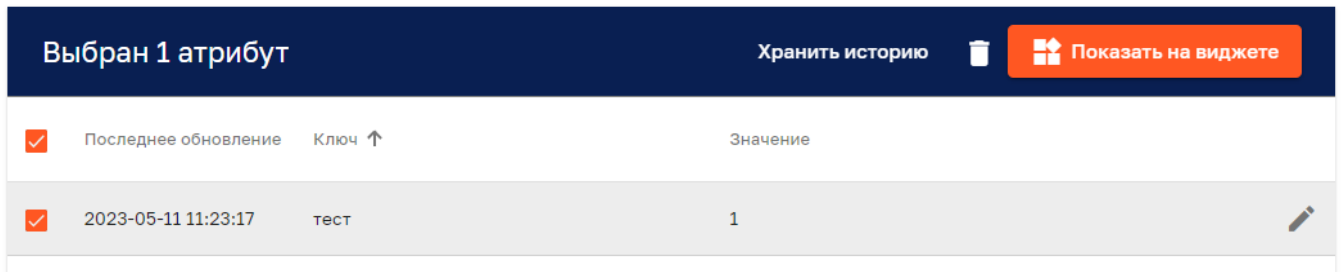 Выбран 1 атрибут Хранить историю Показать на виджете
Последнее обновление Ключ Значение
2023-05-11 11:23:17 тест 1